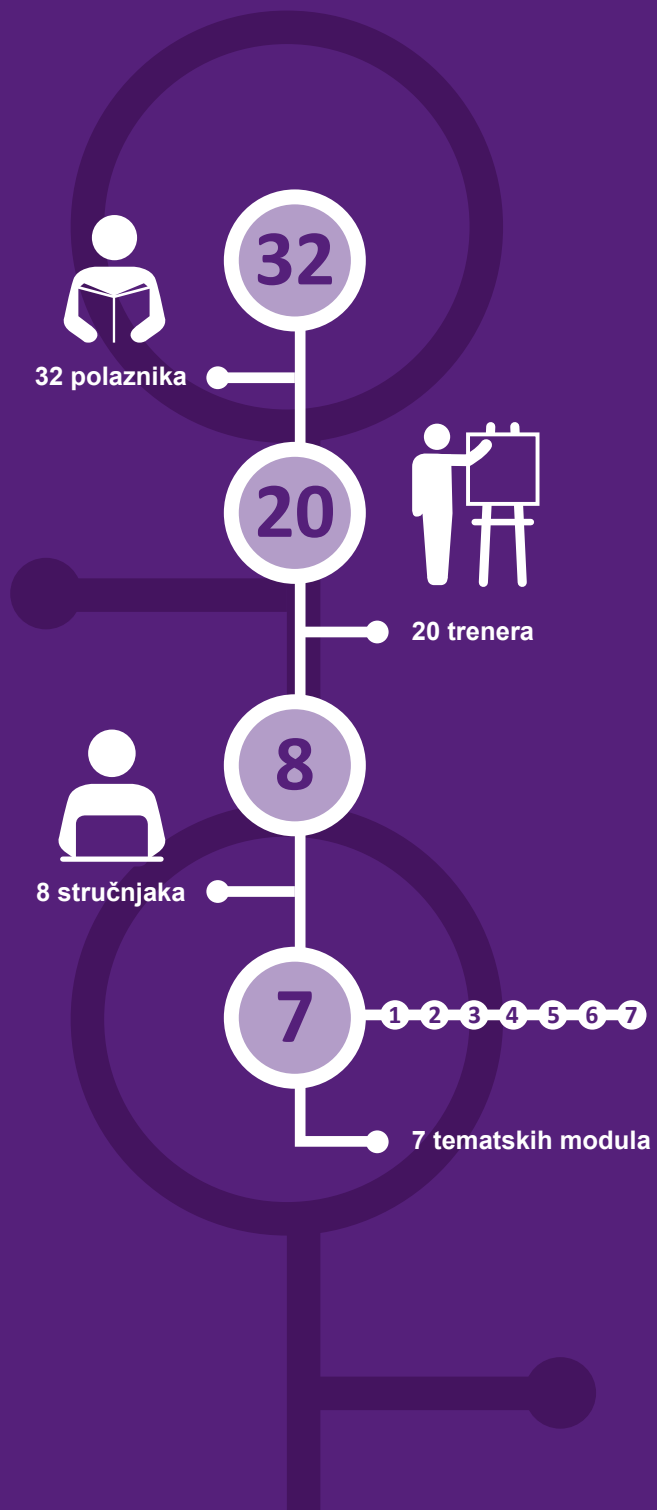 32
32 polaznika
20
20 trenera
8
8 stručnjaka
7
1 2 3 4 5 6 7
7 tematskih modula